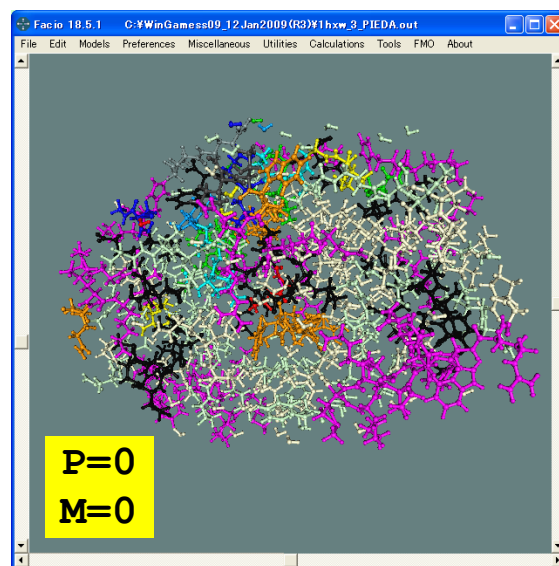 Facio 18.5.1 C:¥WinGamess09_12Jan2009(R3)¥1hxw_3_PIEDA.out
File Edit Models Preferences Miscellaneous Utilities Calculations Tools FMO About
P=0
M=0